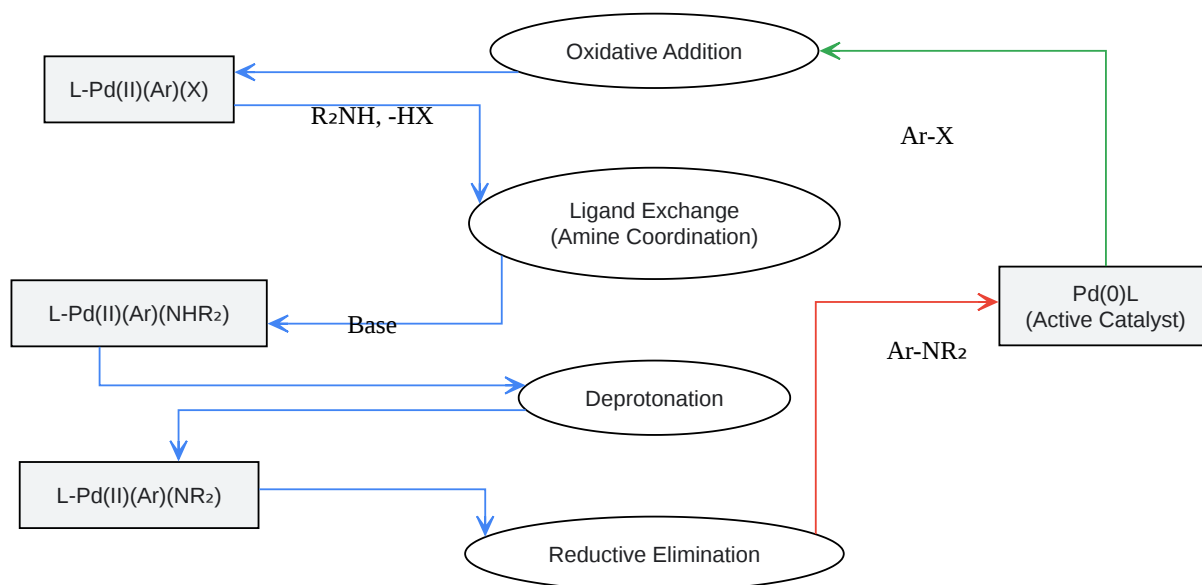 Oxidative Addition
L-Pd(II)(Ar)(X)
R₂NH, -HX
Ar-X
Ligand Exchange
(Amine Coordination)
Pd(0)L
(Active Catalyst)
L-Pd(II)(Ar)(NHR₂)
Base
Ar-NR₂
Deprotonation
L-Pd(II)(Ar)(NR₂)
Reductive Elimination